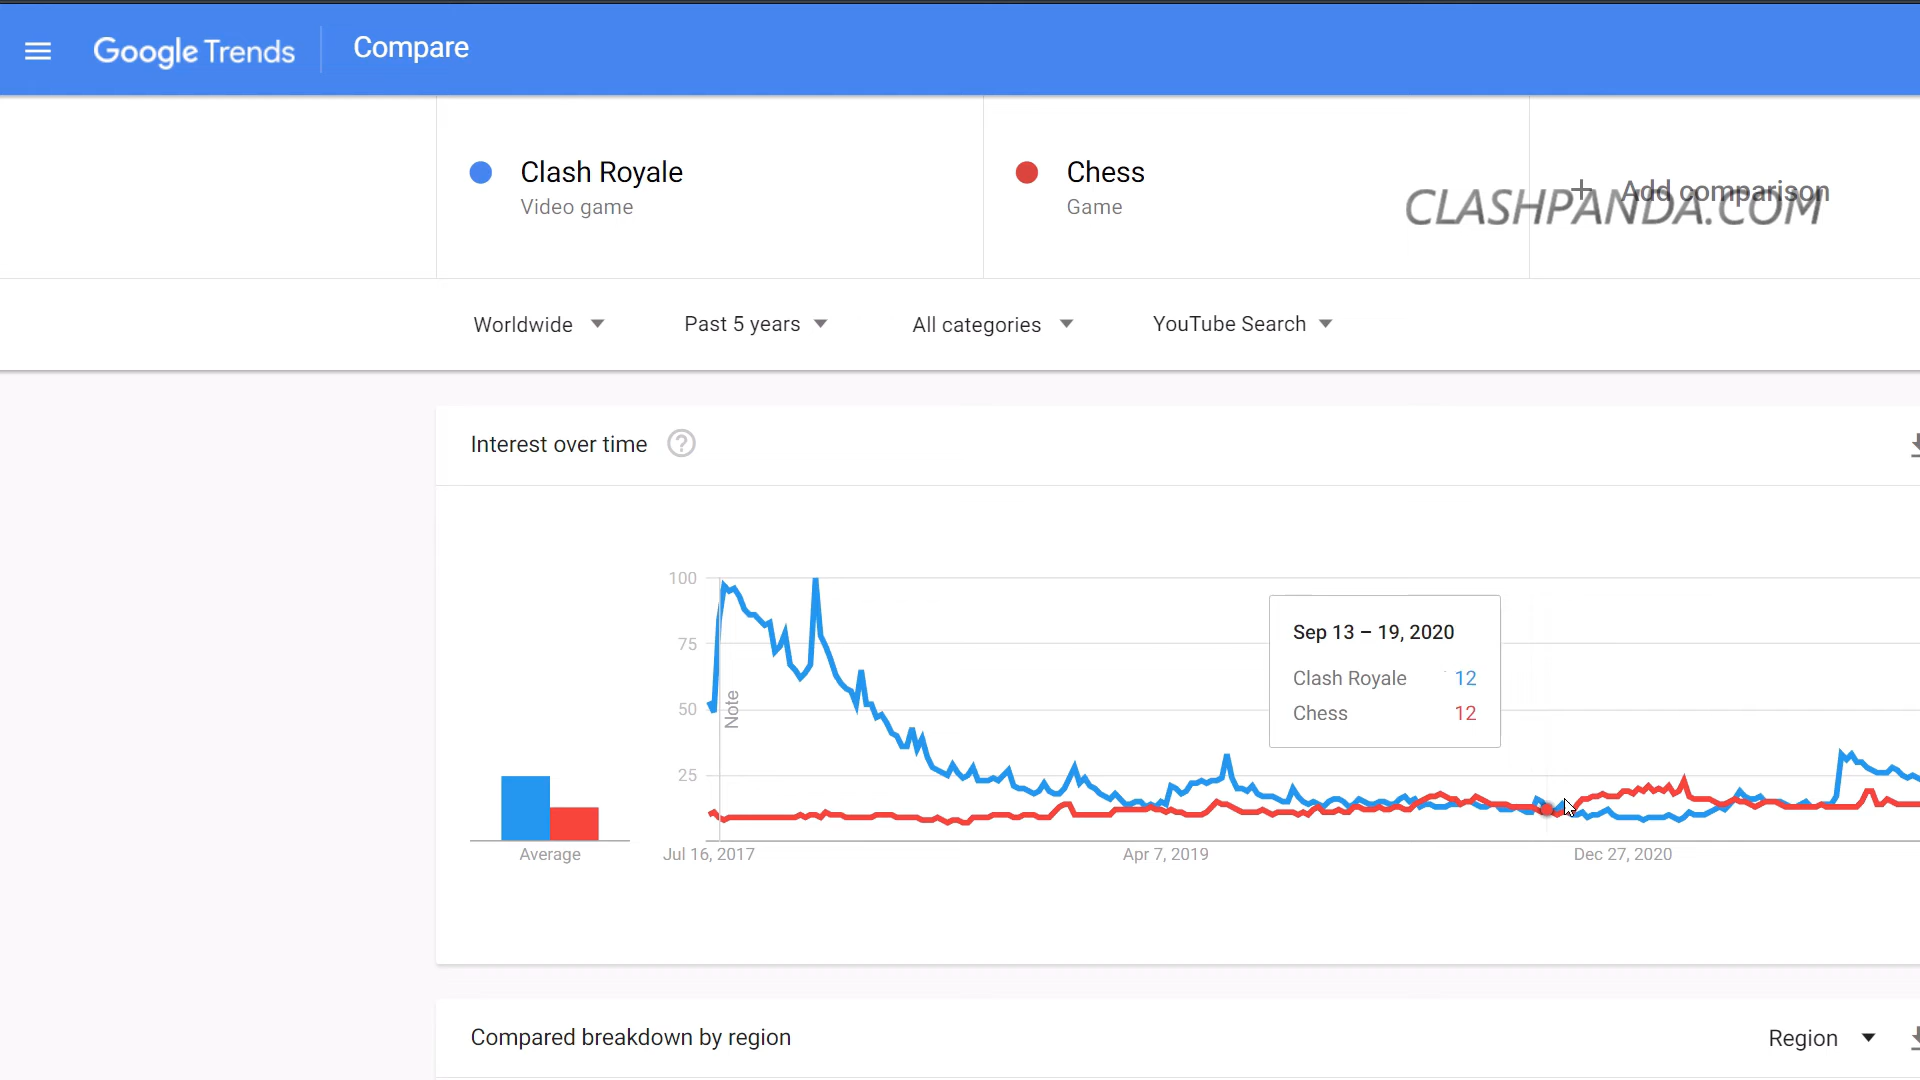 Google Trends
Compare
Clash Royale
Video game
Chess
Game
+ Add comparison
CLASHPANDA.COM
Worldwide
Past 5 years
All categories
YouTube Search
Interest over time
?
100
75
50
25
Note
Sep 13 – 19, 2020
Clash Royale 12
Chess 12
Average
Jul 16, 2017
Apr 7, 2019
Dec 27, 2020
Compared breakdown by region
Region